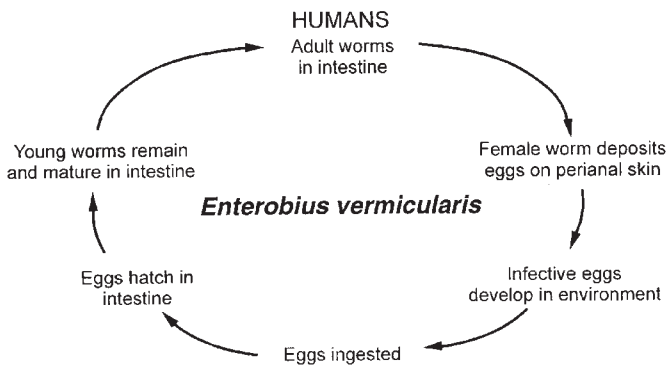 HUMANS
Adult worms
in intestine
Female worm deposits
eggs on perianal skin
Infective eggs
develop in environment
Eggs ingested
Eggs hatch in
intestine
Young worms remain
and mature in intestine
Enterobius vermicularis